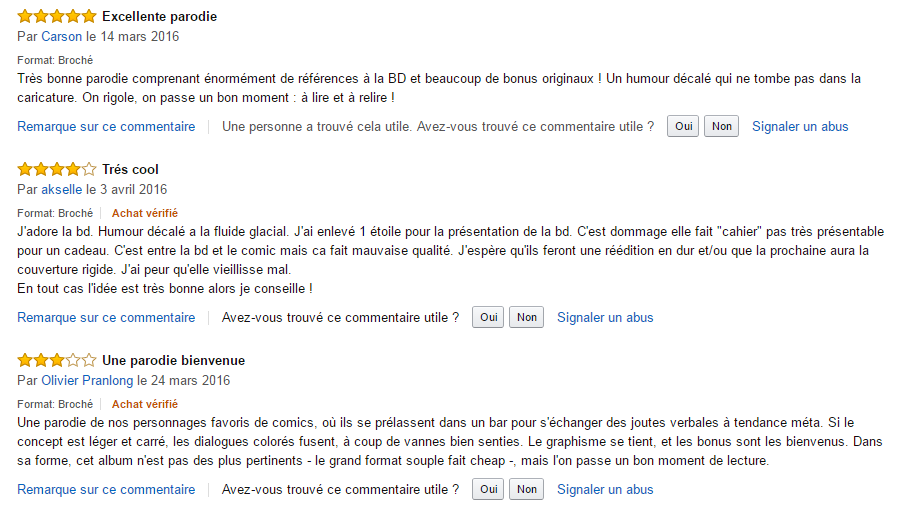 Excellente parodie
Par Carson le 14 mars 2016
Format: Broché
Très bonne parodie comprenant énormément de références à la BD et beaucoup de bonus originaux ! Un humour décalé qui ne tombe pas dans la
caricature. On rigole, on passe un bon moment : à lire et à relire !
Remarque sur ce commentaire Une personne a trouvé cela utile. Avez-vous trouvé ce commentaire utile ? Oui Non Signaler un abus
Trés cool
Par akselle le 3 avril 2016
Format: Broché Achat vérifié
J'adore la bd. Humour décalé a la fluide glacial. J'ai enlevé 1 étoile pour la présentation de la bd. C'est dommage elle fait "cahier" pas très présentable
pour un cadeau. C'est entre la bd et le comic mais ca fait mauvaise qualité. J'espère qu'ils feront une réédition en dur et/ou que la prochaine aura la
couverture rigide. J'ai peur qu'elle vieillisse mal.
En tout cas l'idée est très bonne alors je conseille !
Remarque sur ce commentaire Avez-vous trouvé ce commentaire utile ? Oui Non Signaler un abus
Une parodie bienvenue
Par Olivier Pranlong le 24 mars 2016
Format: Broché Achat vérifié
Une parodie de nos personnages favoris de comics, où ils se prélassent dans un bar pour s'échanger des joutes verbales à tendance méta. Si le
concept est léger et carré, les dialogues colorés fusent, à coup de vannes bien senties. Le graphisme se tient, et les bonus sont les bienvenus. Dans
sa forme, cet album n'est pas des plus pertinents - le grand format souple fait cheap -, mais l'on passe un bon moment de lecture.
Remarque sur ce commentaire Avez-vous trouvé ce commentaire utile ? Oui Non Signaler un abus